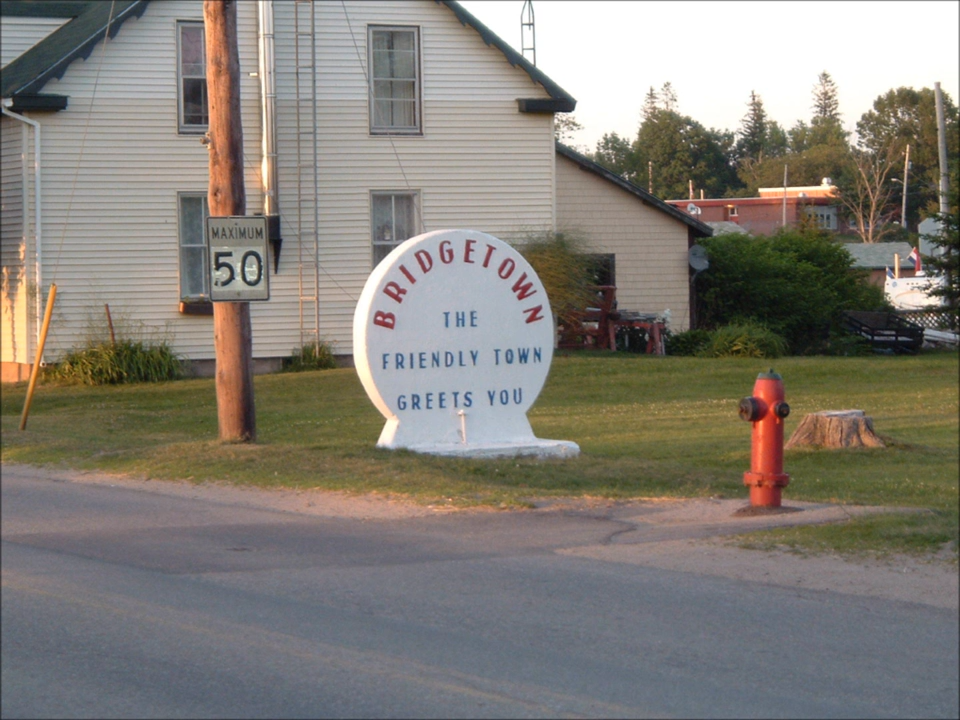 MAXIMUM
50
BRIDGETOWN
THE
FRIENDLY TOWN
GREETS YOU